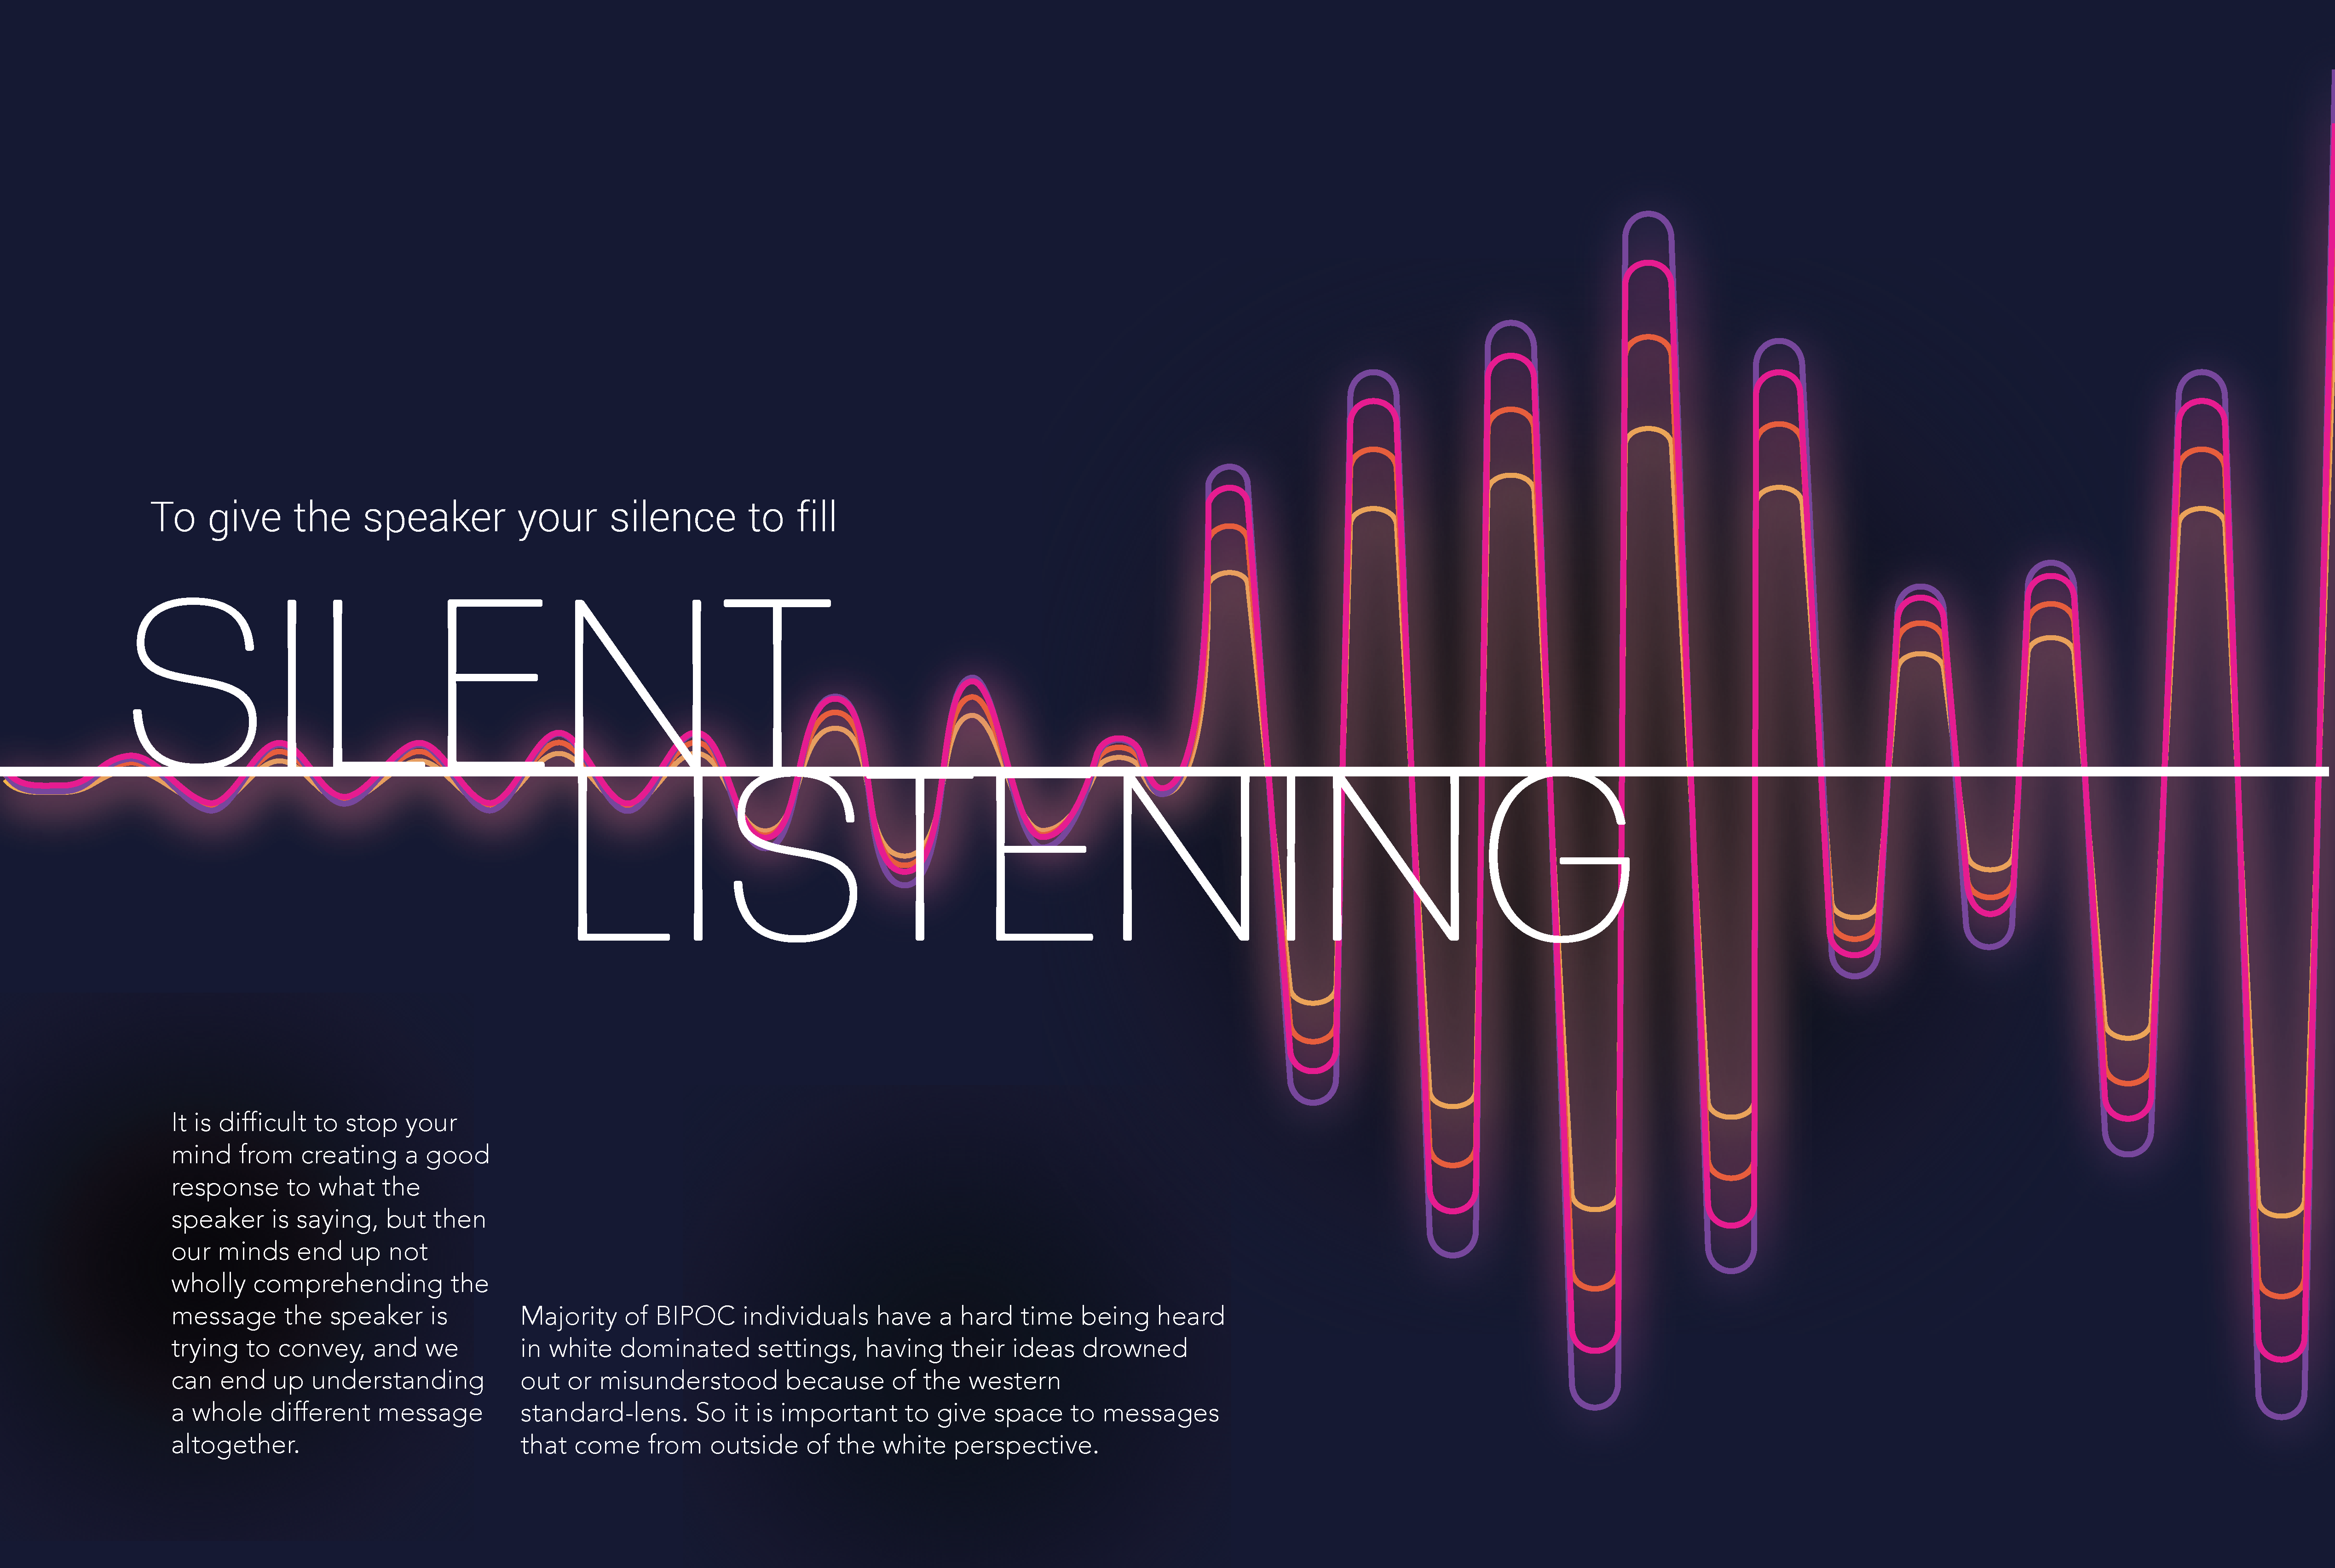 To give the speaker your silence to fill
SILENT
LISTENING
It is difficult to stop your
mind from creating a good
response to what the
speaker is saying, but then
our minds end up not
wholly comprehending the
message the speaker is
trying to convey, and we
can end up understanding
a whole different message
altogether.
Majority of BIPOC individuals have a hard time being heard
in white dominated settings, having their ideas drowned
out or misunderstood because of the western
standard-lens. So it is important to give space to messages
that come from outside of the white perspective.